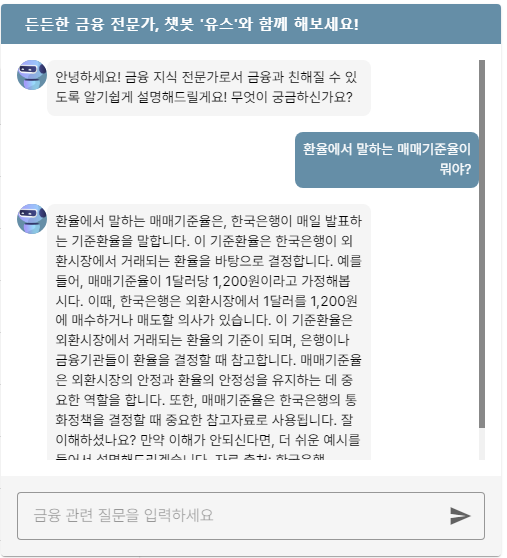 든든한 금융 전문가, 챗봇 '유스'와 함께 해보세요!
안녕하세요! 금융 지식 전문가로서 금융과 친해질 수 있
도록 알기쉽게 설명해드릴게요! 무엇이 궁금하신가요?
환율에서 말하는 매매기준율이
뭐야?
환율에서 말하는 매매기준율은, 한국은행이 매일 발표하
는 기준환율을 말합니다. 이 기준환율은 한국은행이 외
환시장에서 거래되는 환율을 바탕으로 결정합니다. 예를
들어, 매매기준율이 1달러당 1,200원이라고 가정해봅
시다. 이때, 한국은행은 외환시장에서 1달러를 1,200원
에 매수하거나 매도할 의사가 있습니다. 이 기준환율은
외환시장에서 거래되는 환율의 기준이 되며, 은행이나
금융기관들이 환율을 결정할 때 참고합니다. 매매기준율
은 외환시장의 안정과 환율의 안정성을 유지하는 데 중
요한 역할을 합니다. 또한, 매매기준율은 한국은행의 통
화정책을 결정할 때 중요한 참고자료로 사용됩니다. 잘
이해하셨나요? 만약 이해가 안되신다면, 더 쉬운 예시를
들어서 설명해드리겠습니다. 자료 출처: 한국은행
금융 관련 질문을 입력하세요